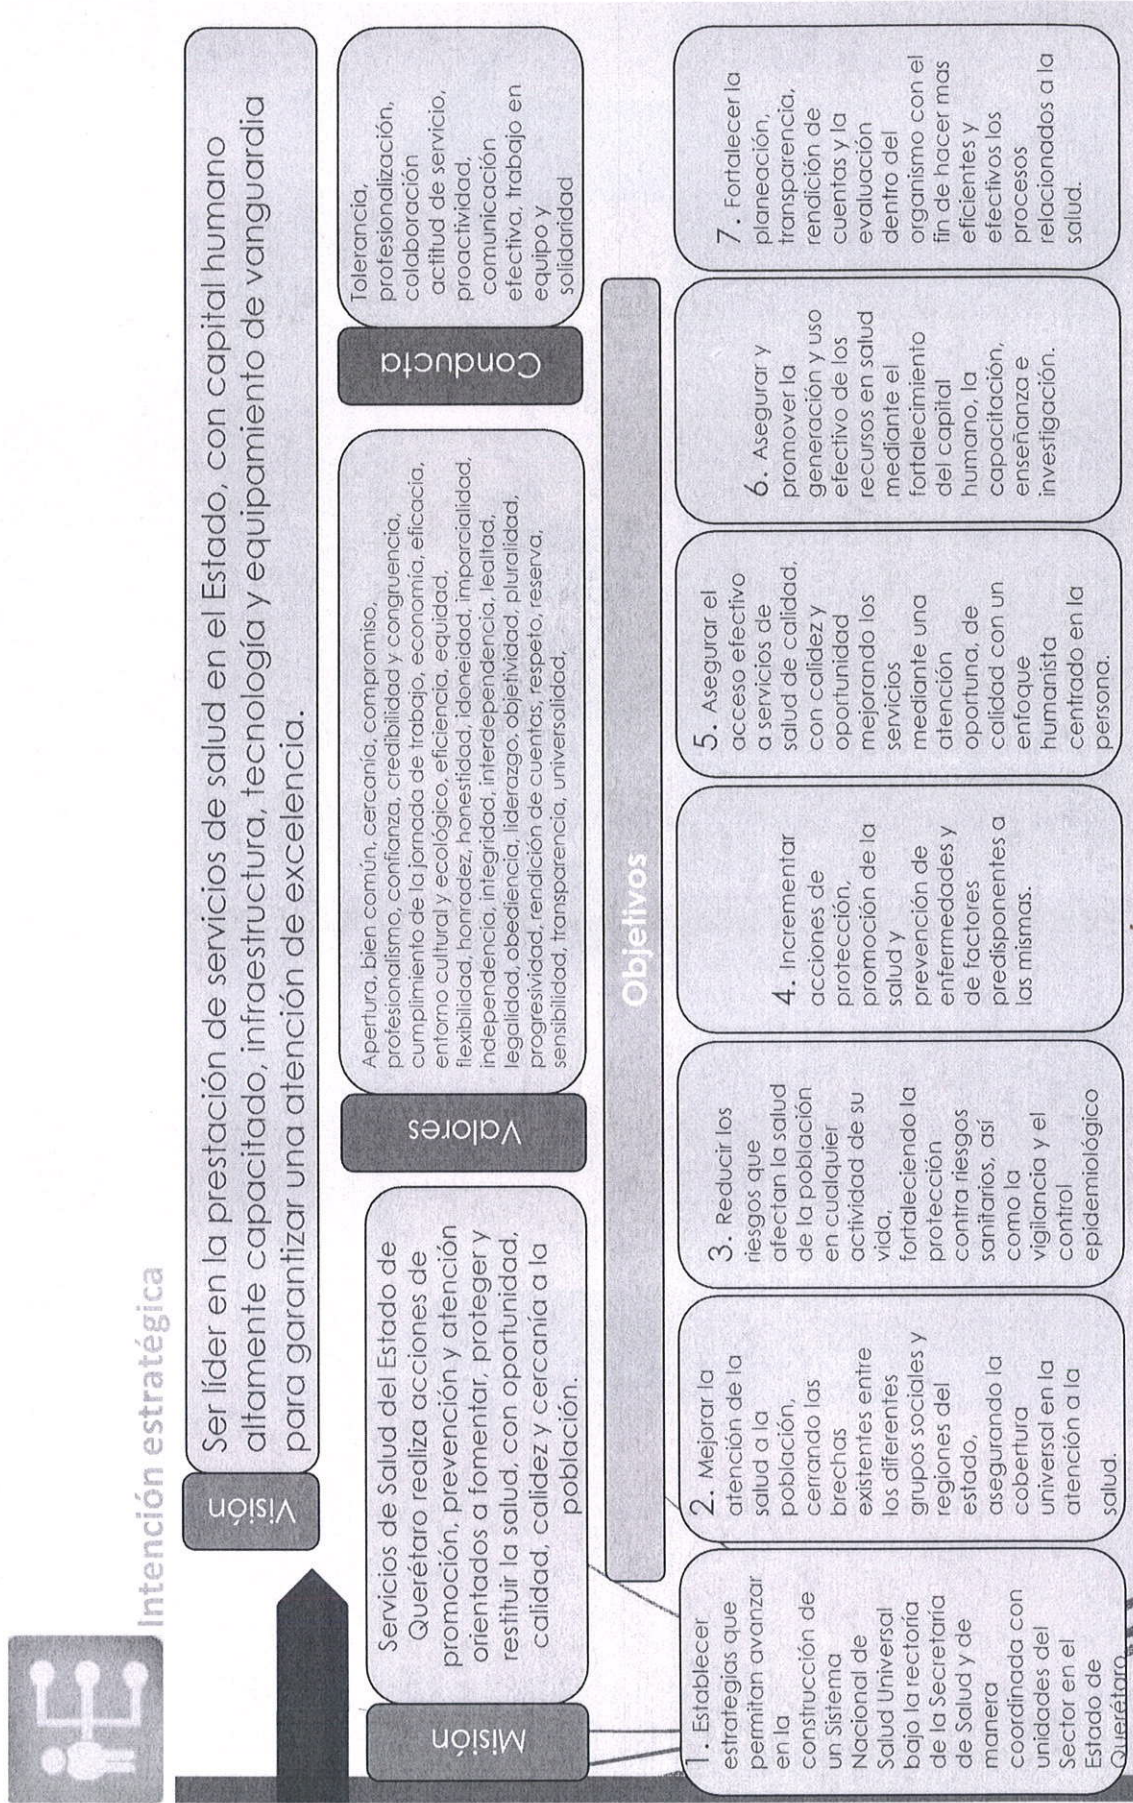 Intención estratégica
Visión
Ser líder en la prestación de servicios de salud en el Estado, con capital humano
altamente capacitado, infraestructura, tecnología y equipamiento de vanguardia
para garantizar una atención de excelencia.
Misión
Servicios de Salud del Estado de
Querétaro realiza acciones de
promoción, prevención y atención
orientados a fomentar, proteger y
restituir la salud, con oportunidad,
calidad, calidez y cercanía a la
población.
Valores
Apertura, bien común, cercanía, compromiso,
profesionalismo, confianza, credibilidad y congruencia,
cumplimiento de la jornada de trabajo, economía, eficacia,
entorno cultural y ecológico, eficiencia, equidad,
flexibilidad, honradez, honestidad, idoneidad, imparcialidad,
independencia, integridad, interdependencia, lealtad,
legalidad, obediencia, liderazgo, objetividad, pluralidad,
progresividad, rendición de cuentas, respeto, reserva,
sensibilidad, transparencia, universalidad,
Conducta
Tolerancia,
profesionalización,
colaboración
actitud de servicio,
proactividad,
comunicación
efectiva, trabajo en
equipo y
solidaridad
Objetivos
1. Establecer
estrategias que
permitan avanzar
en la
construcción de
un Sistema
Nacional de
Salud Universal
bajo la rectoría
de la Secretaría
de Salud y de
manera
coordinada con
unidades del
Sector en el
Estado de
Querétaro
2. Mejorar la
atención de la
salud a la
población,
cerrando las
brechas
existentes entre
los diferentes
grupos sociales y
regiones del
estado,
asegurando la
cobertura
universal en la
atención a la
salud.
3. Reducir los
riesgos que
afectan la salud
de la población
en cualquier
actividad de su
vida,
fortaleciendo la
protección
contra riesgos
sanitarios, así
como la
vigilancia y el
control
epidemiológico
4. Incrementar
acciones de
protección,
promoción de la
salud y
prevención de
enfermedades y
de factores
predisponentes a
las mismas.
5. Asegurar el
acceso efectivo
a servicios de
salud de calidad,
con calidez y
oportunidad
mejorando los
servicios
mediante una
atención
oportuna, de
calidad con un
enfoque
humanista
centrado en la
persona.
6. Asegurar y
promover la
generación y uso
efectivo de los
recursos en salud
mediante el
fortalecimiento
del capital
humano, la
capacitación,
enseñanza e
investigación.
7. Fortalecer la
planeación,
transparencia,
rendición de
cuentas y la
evaluación
dentro del
organismo con el
fin de hacer mas
eficientes y
efectivos los
procesos
relacionados a la
salud.